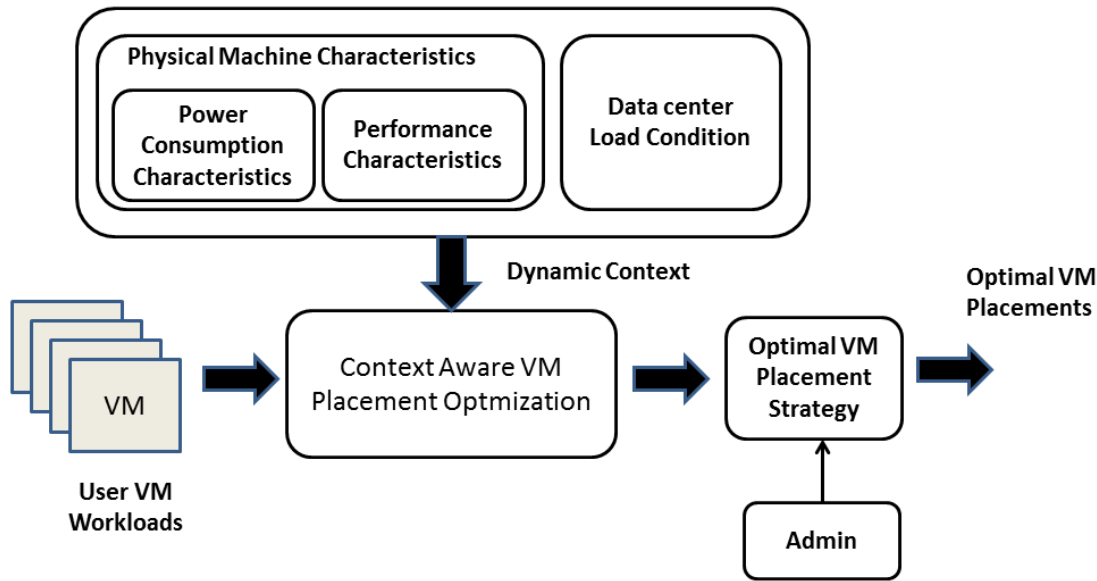 Physical Machine Characteristics
Power
Consumption
Characteristics
Performance
Characteristics
Data center
Load Condition
Dynamic Context
Optimal VM
Placements
VM
User VM
Workloads
Context Aware VM
Placement Optmization
Optimal VM
Placement
Strategy
Admin